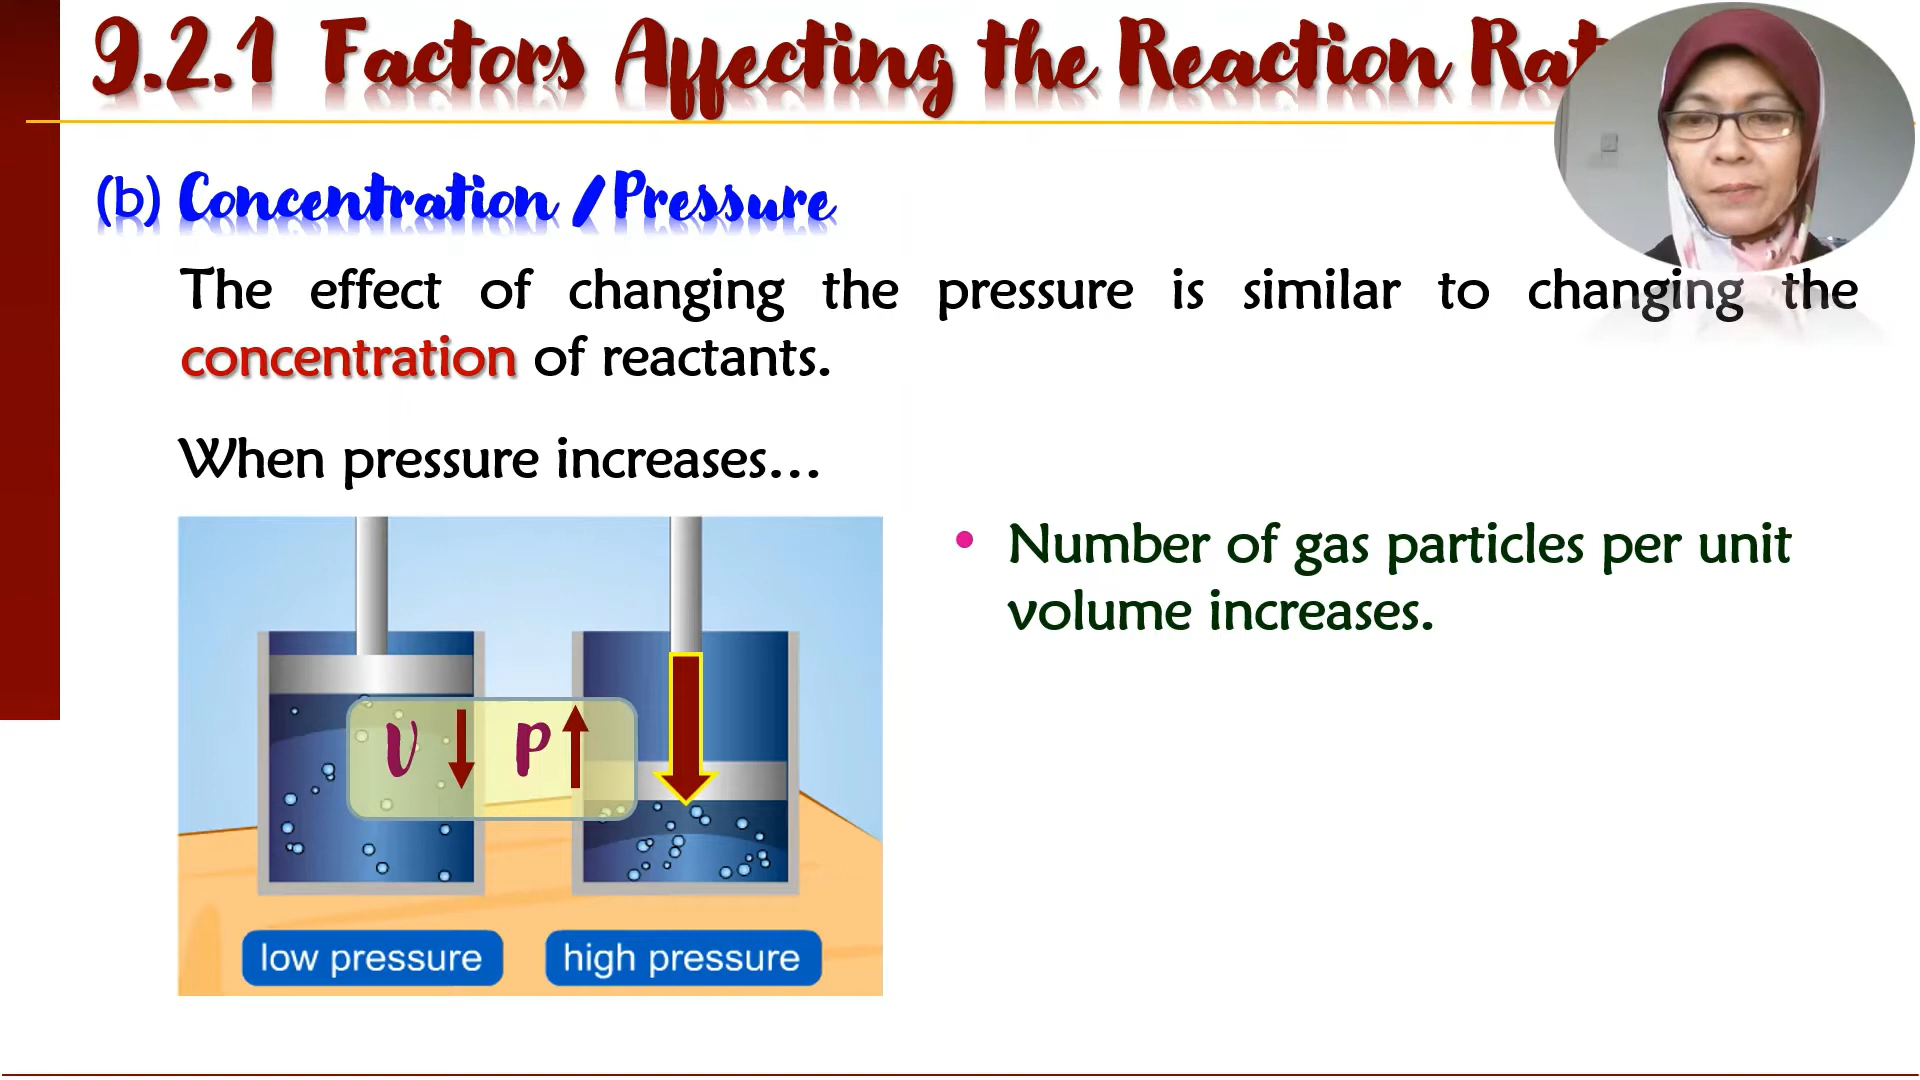 9.2.1 Factors Affecting the Reaction
(b) Concentration / Pressure
The effect of changing the pressure is similar to changing the
concentration of reactants.
When pressure increases...
• Number of gas particles per unit
volume increases.
V ↓ P ↑
low pressure
high pressure